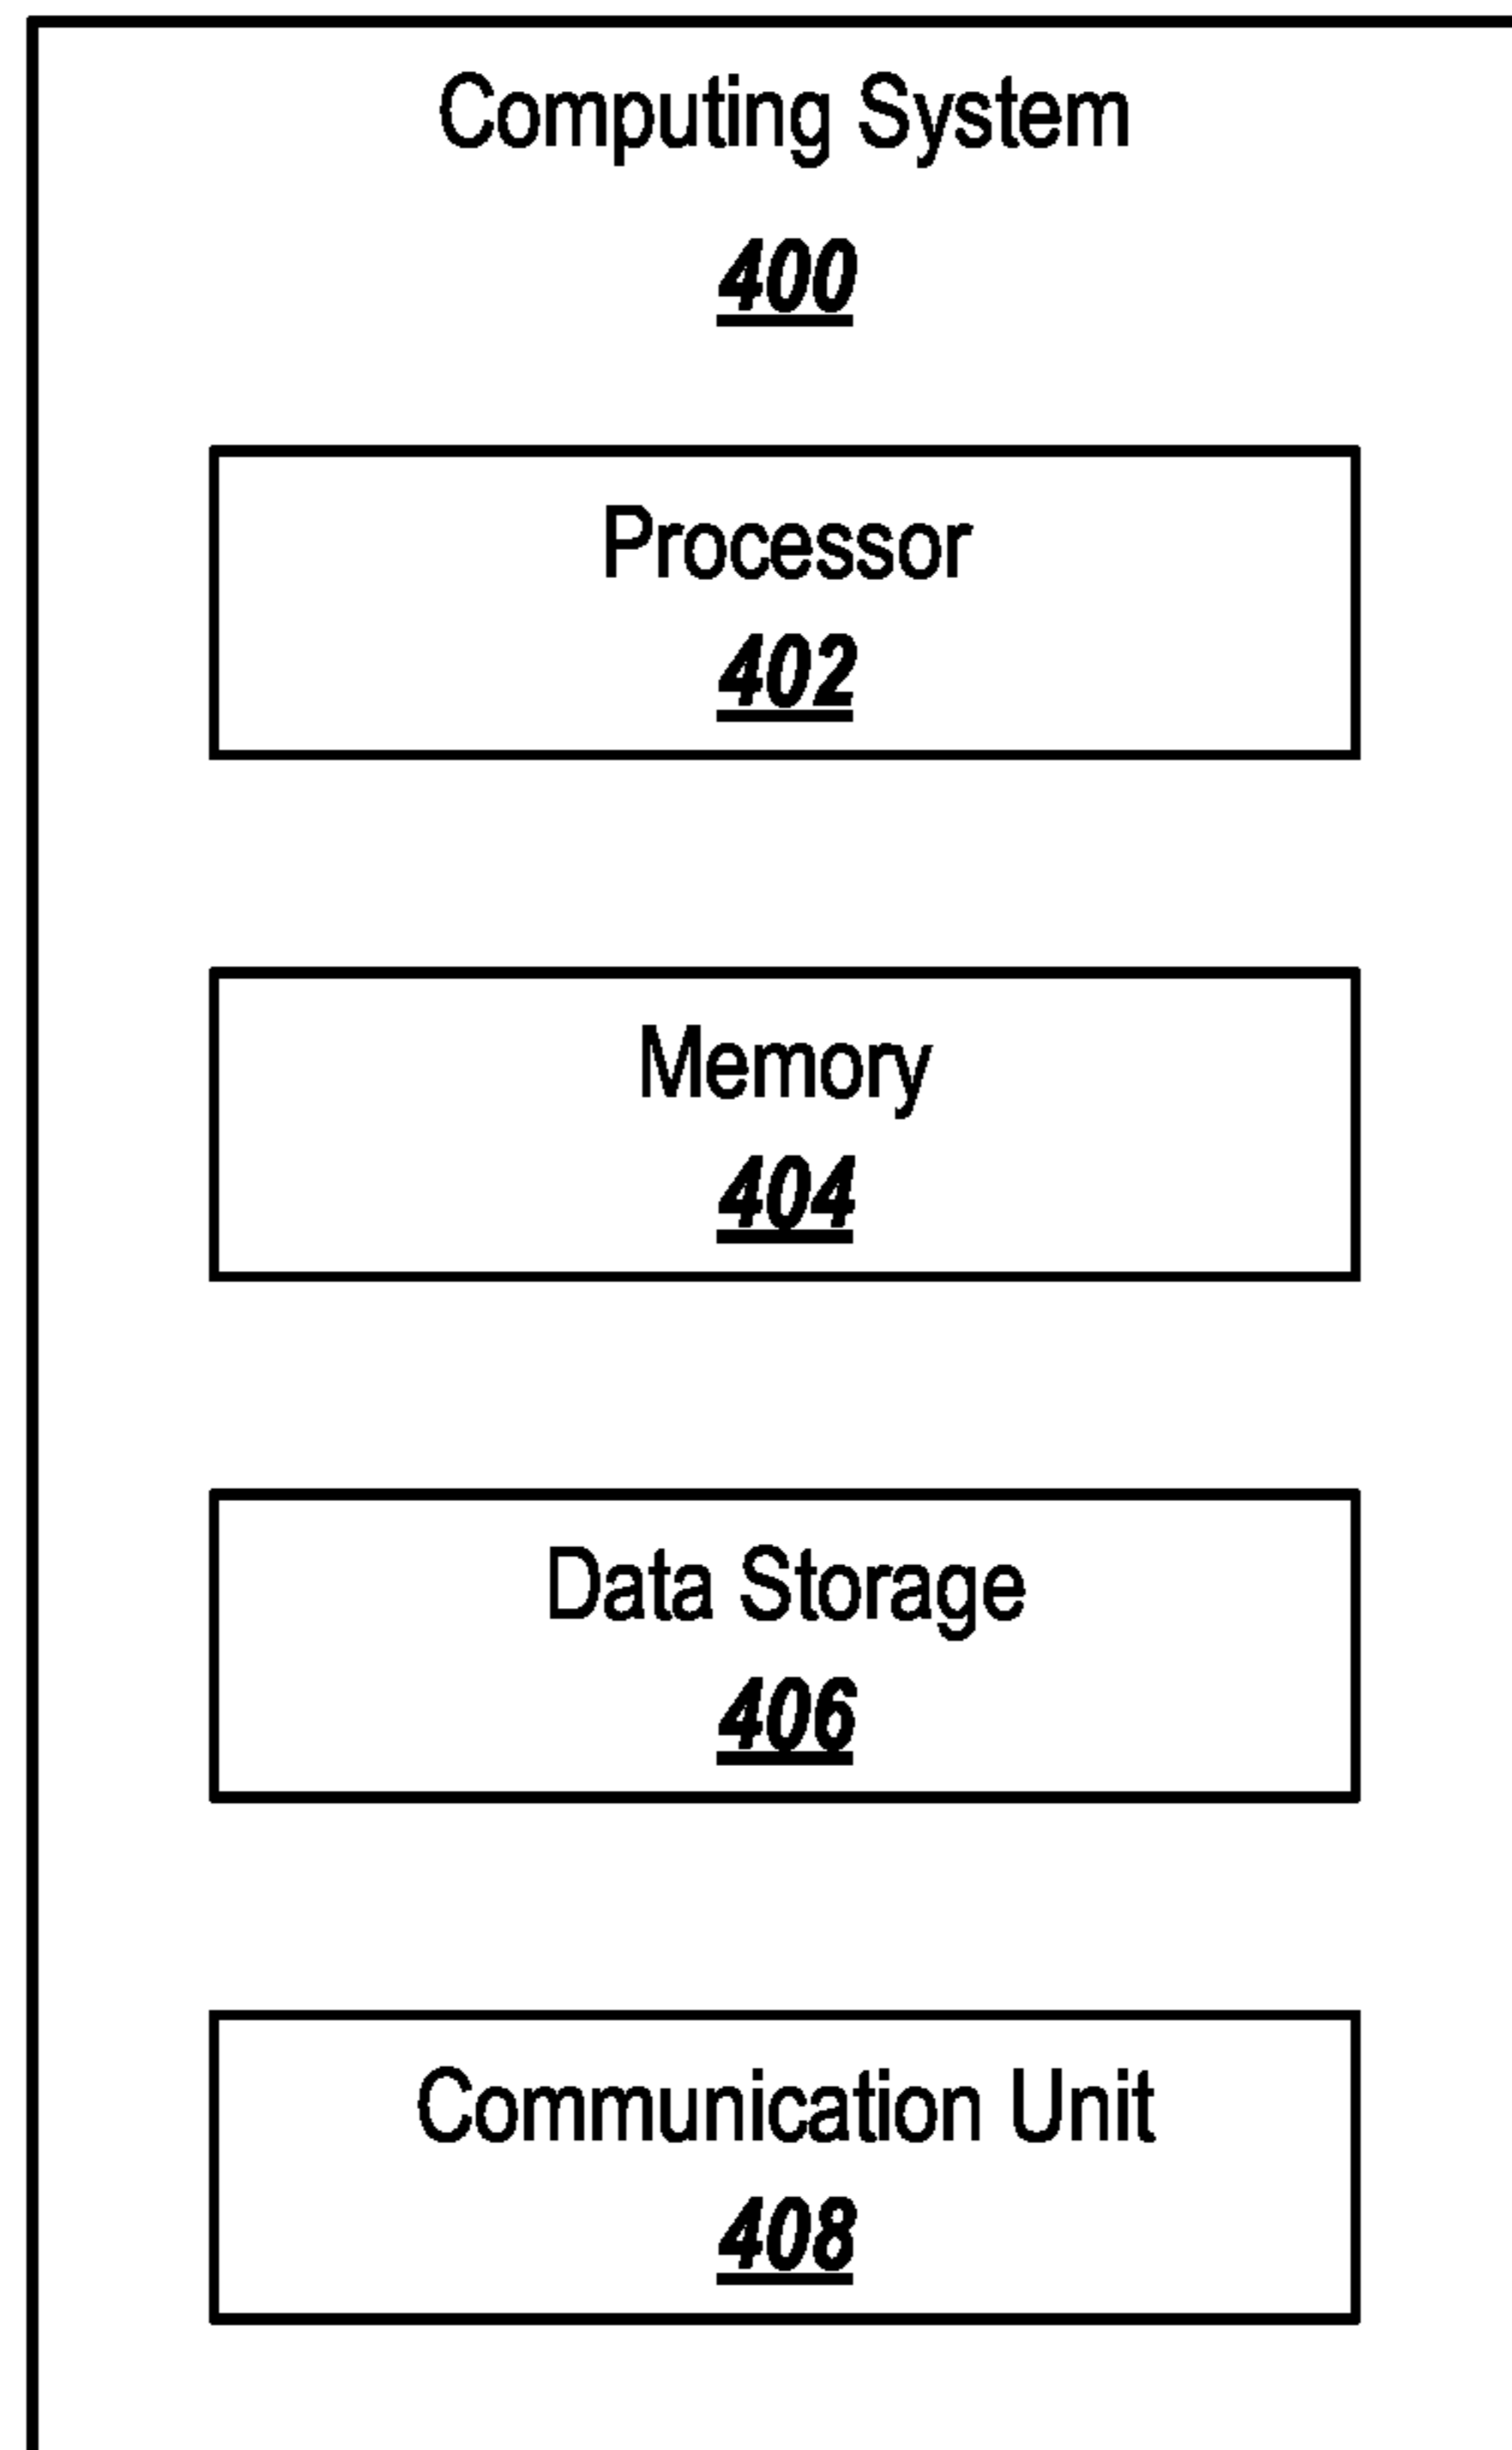 Computing System
400
Processor
402
Memory
404
Data Storage
406
Communication Unit
408